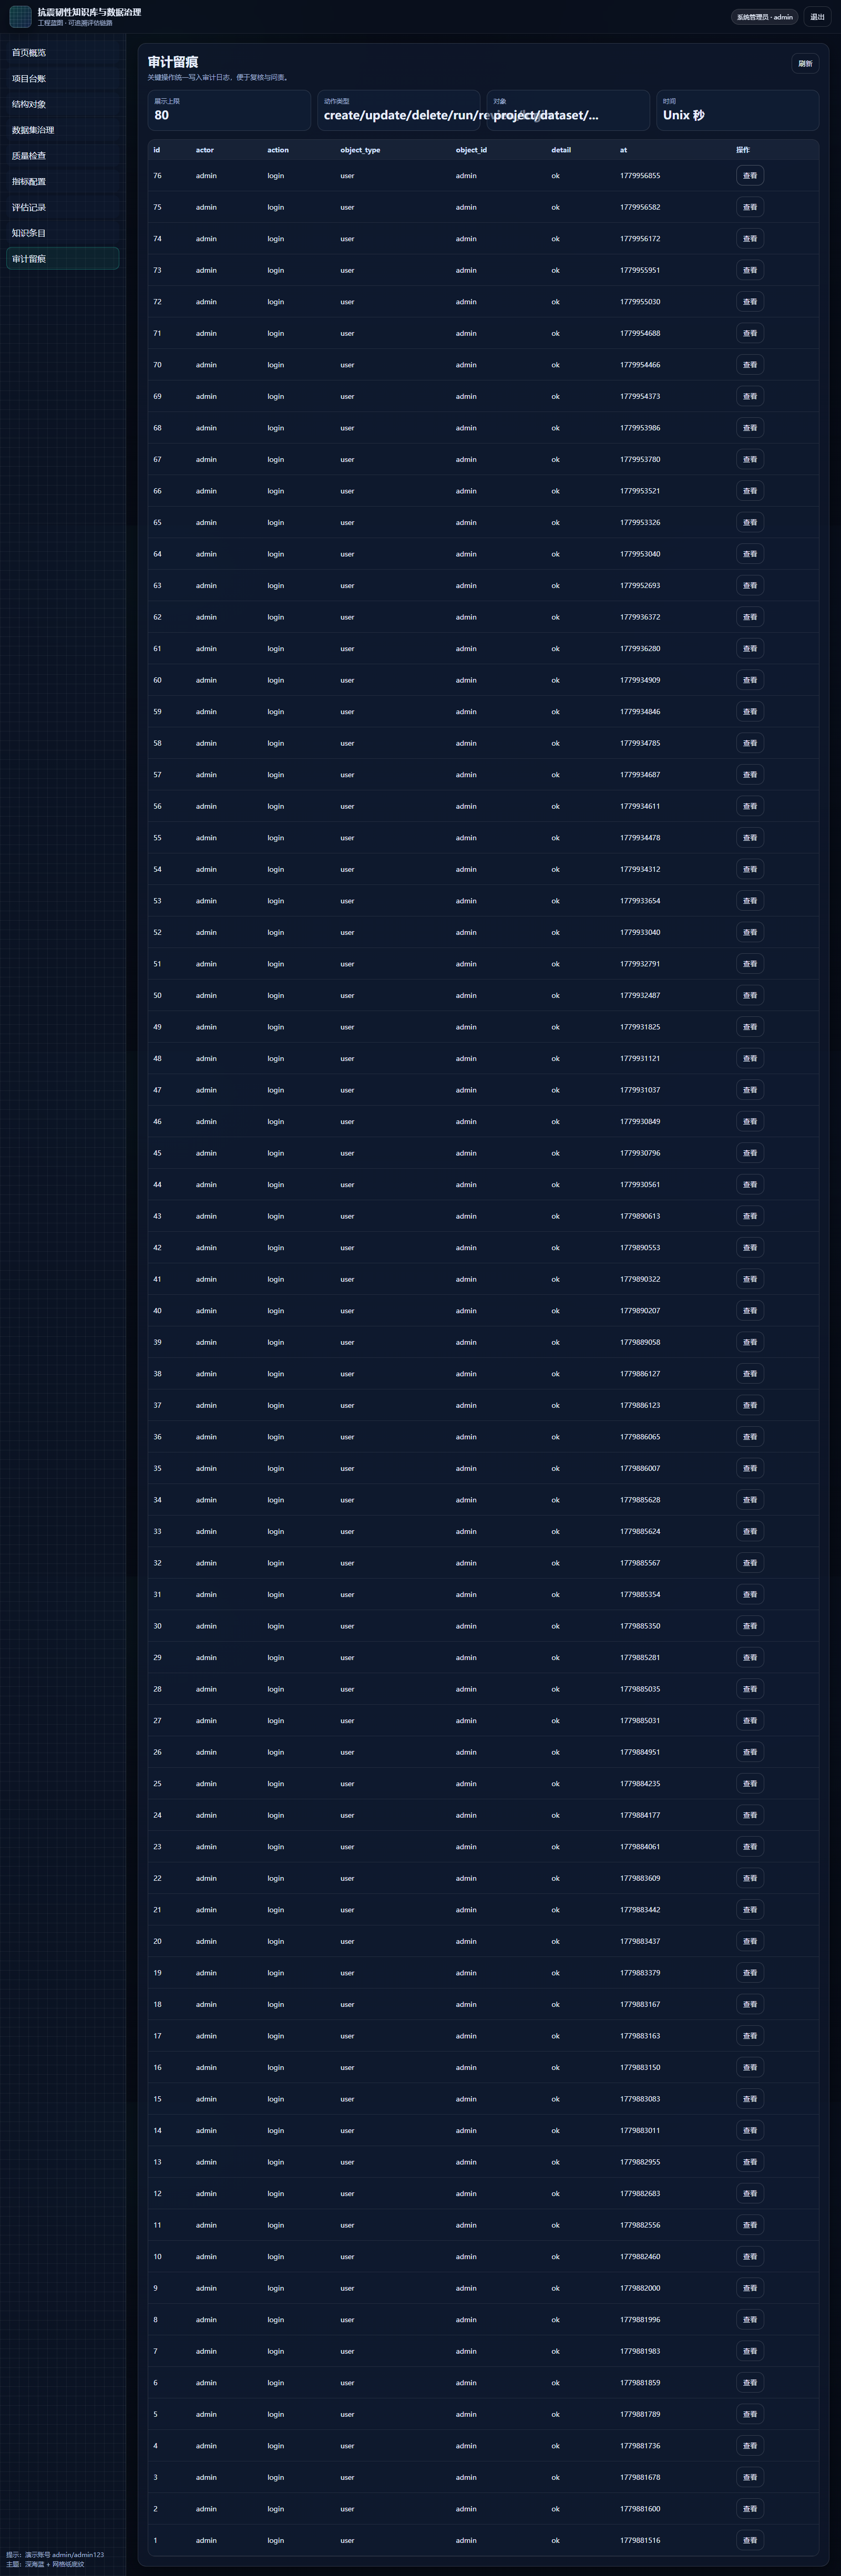 抗震韧性知识库与数据治理
工程蓝图 · 可追溯评估链路
系统管理员 · admin
退出
首页概览
项目台账
结构对象
数据集治理
质量检查
指标配置
评估记录
知识条目
审计留痕
审计留痕
关键操作统一写入审计日志，便于复核与问责。
刷新
展示上限
80
动作类型
create/update/delete/run/re
对象
project/dataset/...
时间
Unix 秒
id actor action object_type object_id detail at 操作
76 admin login user admin ok 1779956855 查看
75 admin login user admin ok 1779956582 查看
74 admin login user admin ok 1779956172 查看
73 admin login user admin ok 1779955951 查看
72 admin login user admin ok 1779955030 查看
71 admin login user admin ok 1779954688 查看
70 admin login user admin ok 1779954466 查看
69 admin login user admin ok 1779954373 查看
68 admin login user admin ok 1779953986 查看
67 admin login user admin ok 1779953780 查看
66 admin login user admin ok 1779953521 查看
65 admin login user admin ok 1779953326 查看
64 admin login user admin ok 1779953040 查看
63 admin login user admin ok 1779952693 查看
62 admin login user admin ok 1779936372 查看
61 admin login user admin ok 1779936280 查看
60 admin login user admin ok 1779934909 查看
59 admin login user admin ok 1779934846 查看
58 admin login user admin ok 1779934785 查看
57 admin login user admin ok 1779934687 查看
56 admin login user admin ok 1779934611 查看
55 admin login user admin ok 1779934478 查看
54 admin login user admin ok 1779934312 查看
53 admin login user admin ok 1779933654 查看
52 admin login user admin ok 1779933040 查看
51 admin login user admin ok 1779932791 查看
50 admin login user admin ok 1779932487 查看
49 admin login user admin ok 1779931825 查看
48 admin login user admin ok 1779931121 查看
47 admin login user admin ok 1779931037 查看
46 admin login user admin ok 1779930849 查看
45 admin login user admin ok 1779930796 查看
44 admin login user admin ok 1779930561 查看
43 admin login user admin ok 1779890613 查看
42 admin login user admin ok 1779890553 查看
41 admin login user admin ok 1779890322 查看
40 admin login user admin ok 1779890207 查看
39 admin login user admin ok 1779889058 查看
38 admin login user admin ok 1779886127 查看
37 admin login user admin ok 1779886123 查看
36 admin login user admin ok 1779886065 查看
35 admin login user admin ok 1779886007 查看
34 admin login user admin ok 1779885628 查看
33 admin login user admin ok 1779885624 查看
32 admin login user admin ok 1779885567 查看
31 admin login user admin ok 1779885354 查看
30 admin login user admin ok 1779885350 查看
29 admin login user admin ok 1779885281 查看
28 admin login user admin ok 1779885035 查看
27 admin login user admin ok 1779885031 查看
26 admin login user admin ok 1779884951 查看
25 admin login user admin ok 1779884235 查看
24 admin login user admin ok 1779884177 查看
23 admin login user admin ok 1779884061 查看
22 admin login user admin ok 1779883609 查看
21 admin login user admin ok 1779883442 查看
20 admin login user admin ok 1779883437 查看
19 admin login user admin ok 1779883379 查看
18 admin login user admin ok 1779883167 查看
17 admin login user admin ok 1779883163 查看
16 admin login user admin ok 1779883150 查看
15 admin login user admin ok 1779883083 查看
14 admin login user admin ok 1779883011 查看
13 admin login user admin ok 1779882955 查看
12 admin login user admin ok 1779882683 查看
11 admin login user admin ok 1779882556 查看
10 admin login user admin ok 1779882460 查看
9 admin login user admin ok 1779882000 查看
8 admin login user admin ok 1779881996 查看
7 admin login user admin ok 1779881983 查看
6 admin login user admin ok 1779881859 查看
5 admin login user admin ok 1779881789 查看
4 admin login user admin ok 1779881736 查看
3 admin login user admin ok 1779881678 查看
2 admin login user admin ok 1779881600 查看
1 admin login user admin ok 1779881516 查看
提示：演示账号 admin/admin123
主题：深海蓝 + 网格纸底纹